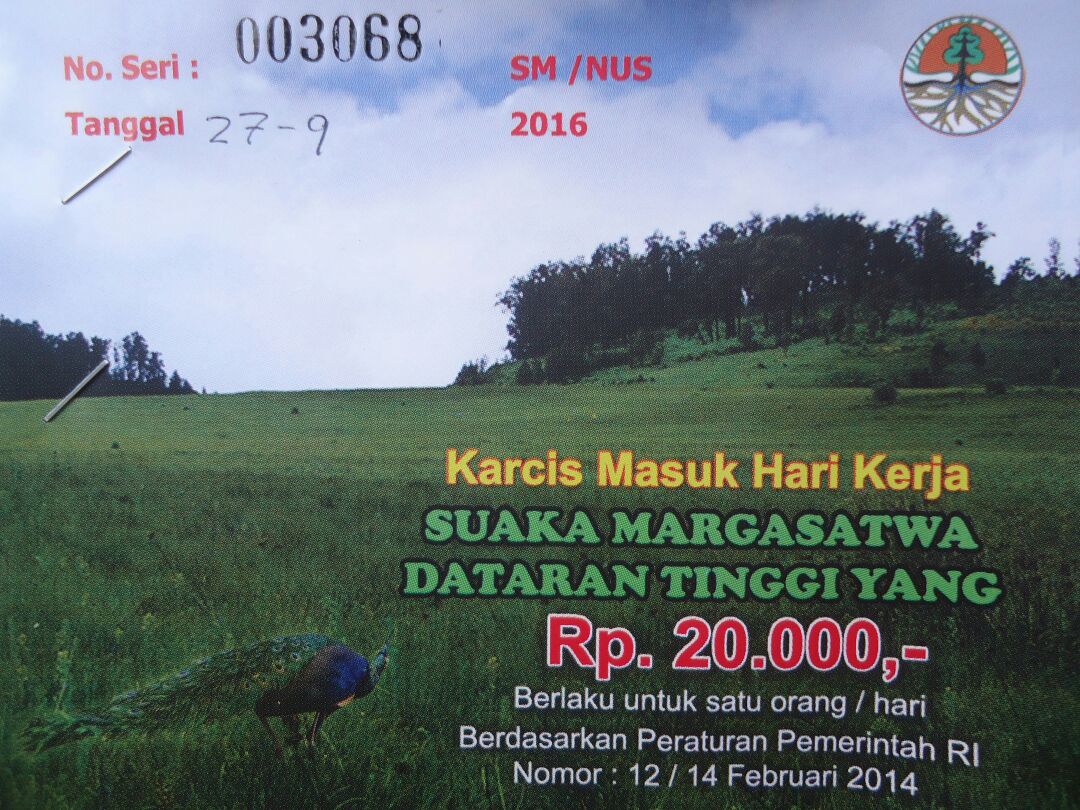 No. Seri : 003068
SM /NUS
Tanggal 27-9
2016
Karcis Masuk Hari Kerja
SUAKA MARGASATWA
DATARAN TINGGI YANG
Rp. 20.000,-
Berlaku untuk satu orang / hari
Berdasarkan Peraturan Pemerintah RI
Nomor : 12 / 14 Februari 2014